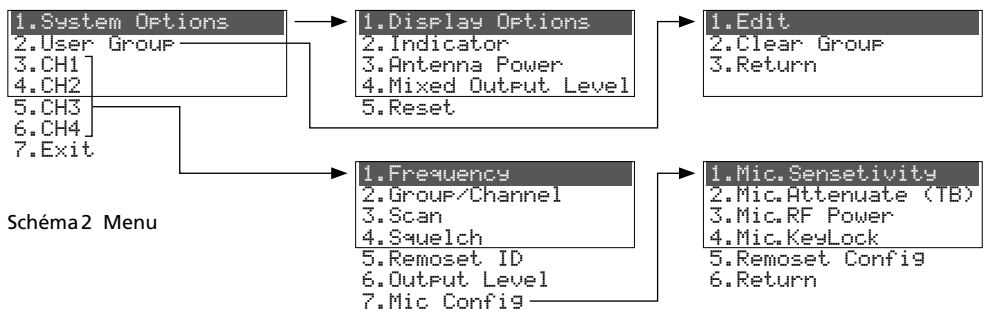 1.System Options
2.User Group
3.CH1
4.CH2
5.CH3
6.CH4
7.Exit
1.Display Options
2.Indicator
3.Antenna Power
4.Mixed Output Level
5.Reset
1.Edit
2.Clear Group
3.Return
1.Frequency
2.Group/Channel
3.Scan
4.Squelch
5.Remoset ID
6.Output Level
7.Mic Config
1.Mic.Sensetivity
2.Mic.Attenuate (TB)
3.Mic.RF Power
4.Mic.KeyLock
5.Remoset Config
6.Return
Schéma2 Menu